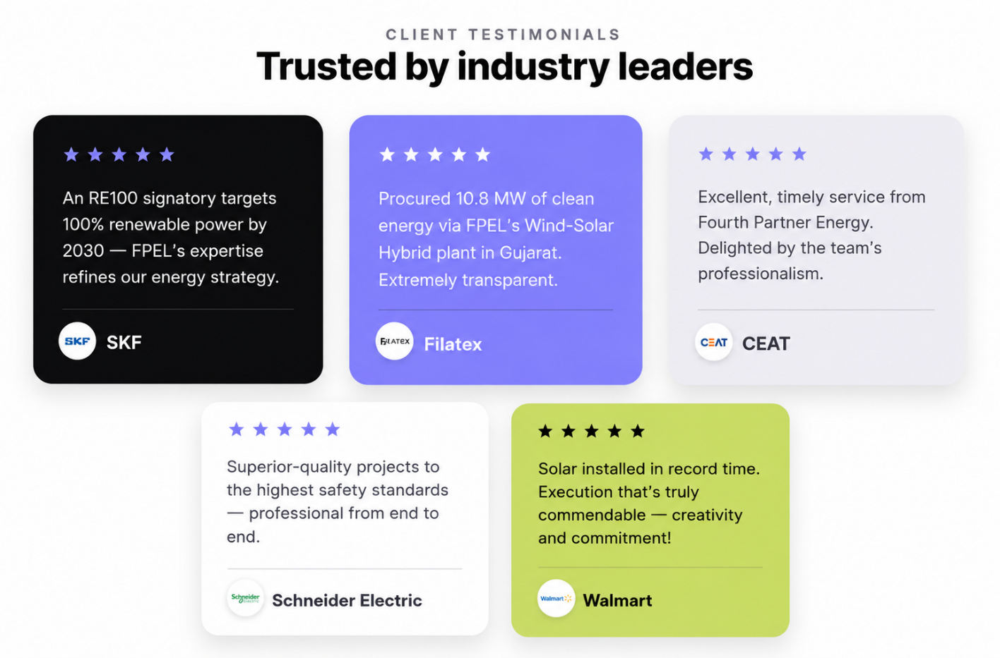 CLIENT TESTIMONIALS
Trusted by industry leaders
An RE100 signatory targets
100% renewable power by
2030 — FPEL’s expertise
refines our energy strategy.
SKF
SKF
Procured 10.8 MW of clean
energy via FPEL’s Wind-Solar
Hybrid plant in Gujarat.
Extremely transparent.
FILATEX
Filatex
Excellent, timely service from
Fourth Partner Energy.
Delighted by the team’s
professionalism.
CEAT
CEAT
Superior-quality projects to
the highest safety standards
— professional from end to
end.
Schneider
Electric
Schneider Electric
Solar installed in record time.
Execution that’s truly
commendable — creativity
and commitment!
Walmart
Walmart